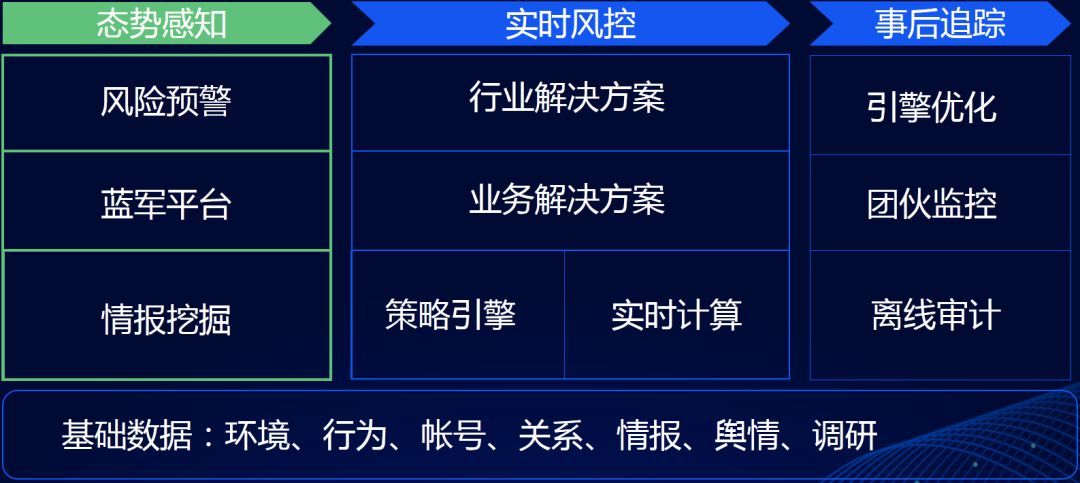 态势感知
实时风控
事后追踪
风险预警
行业解决方案
引擎优化
蓝军平台
业务解决方案
团伙监控
情报挖掘
策略引擎
实时计算
离线审计
基础数据：环境、行为、帐号、关系、情报、舆情、调研